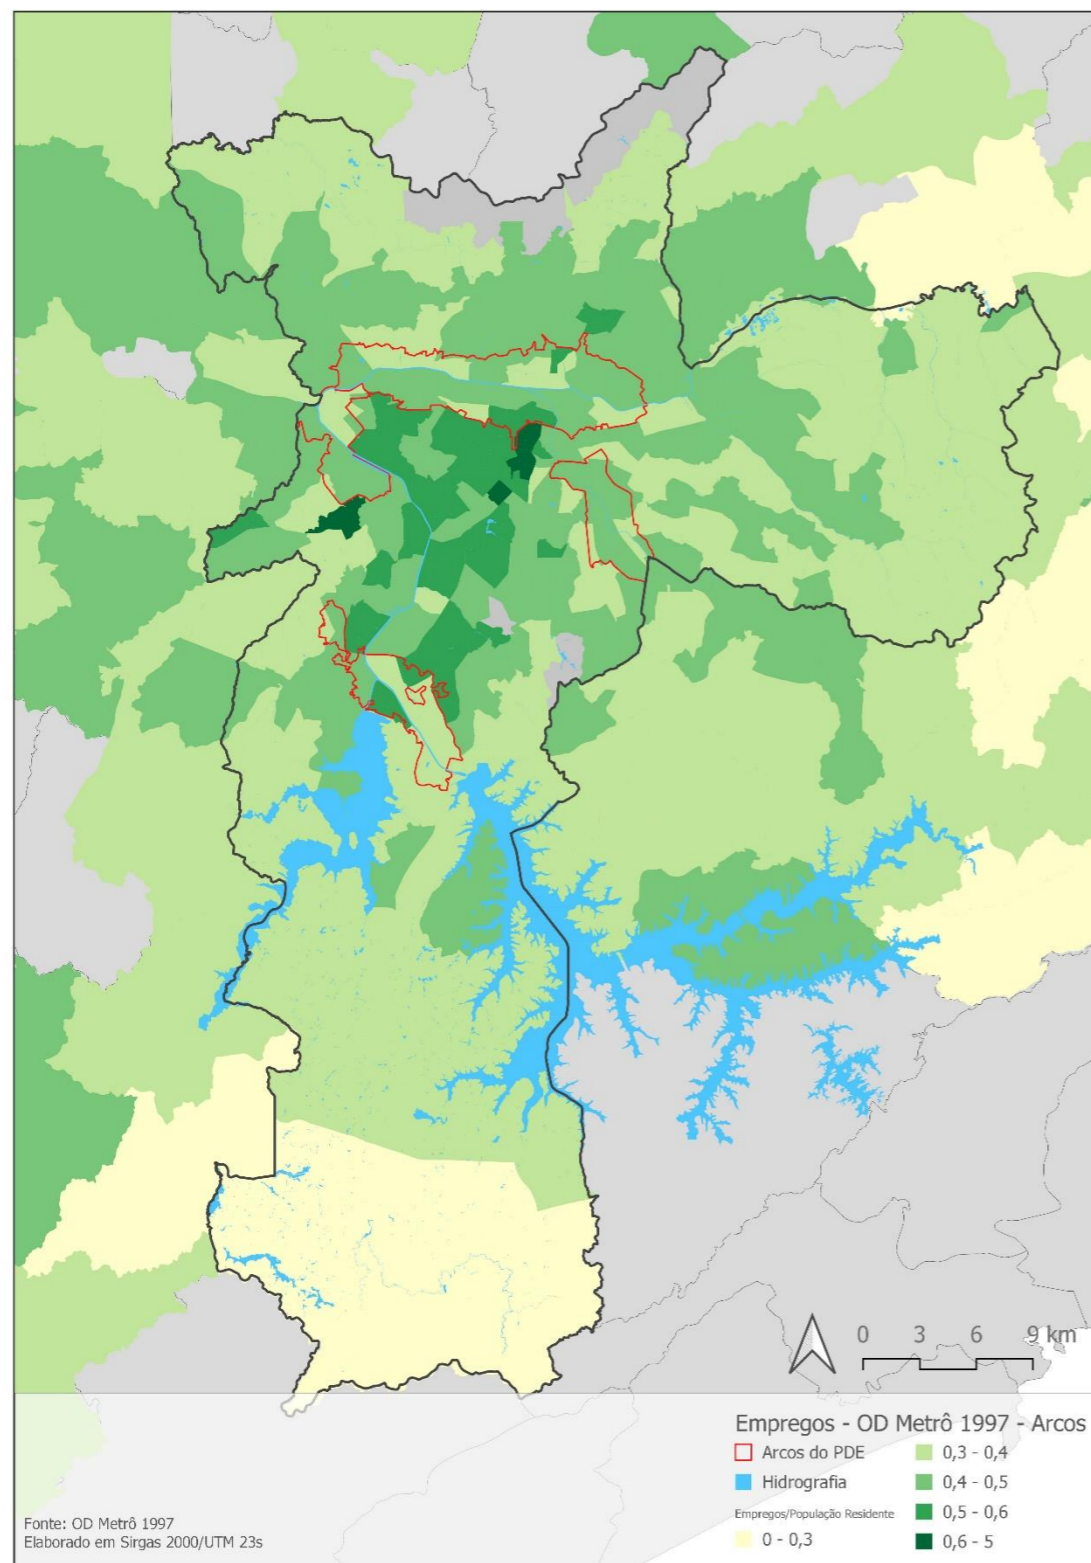 0 3 6 9 km
Empregos - OD Metrô 1997 - Arcos
Arcos do PDE
Hidrografia
Empregos/População Residente
0 - 0,3
0,3 - 0,4
0,4 - 0,5
0,5 - 0,6
0,6 - 5
Fonte: OD Metrô 1997
Elaborado em Sirgas 2000/UTM 23s